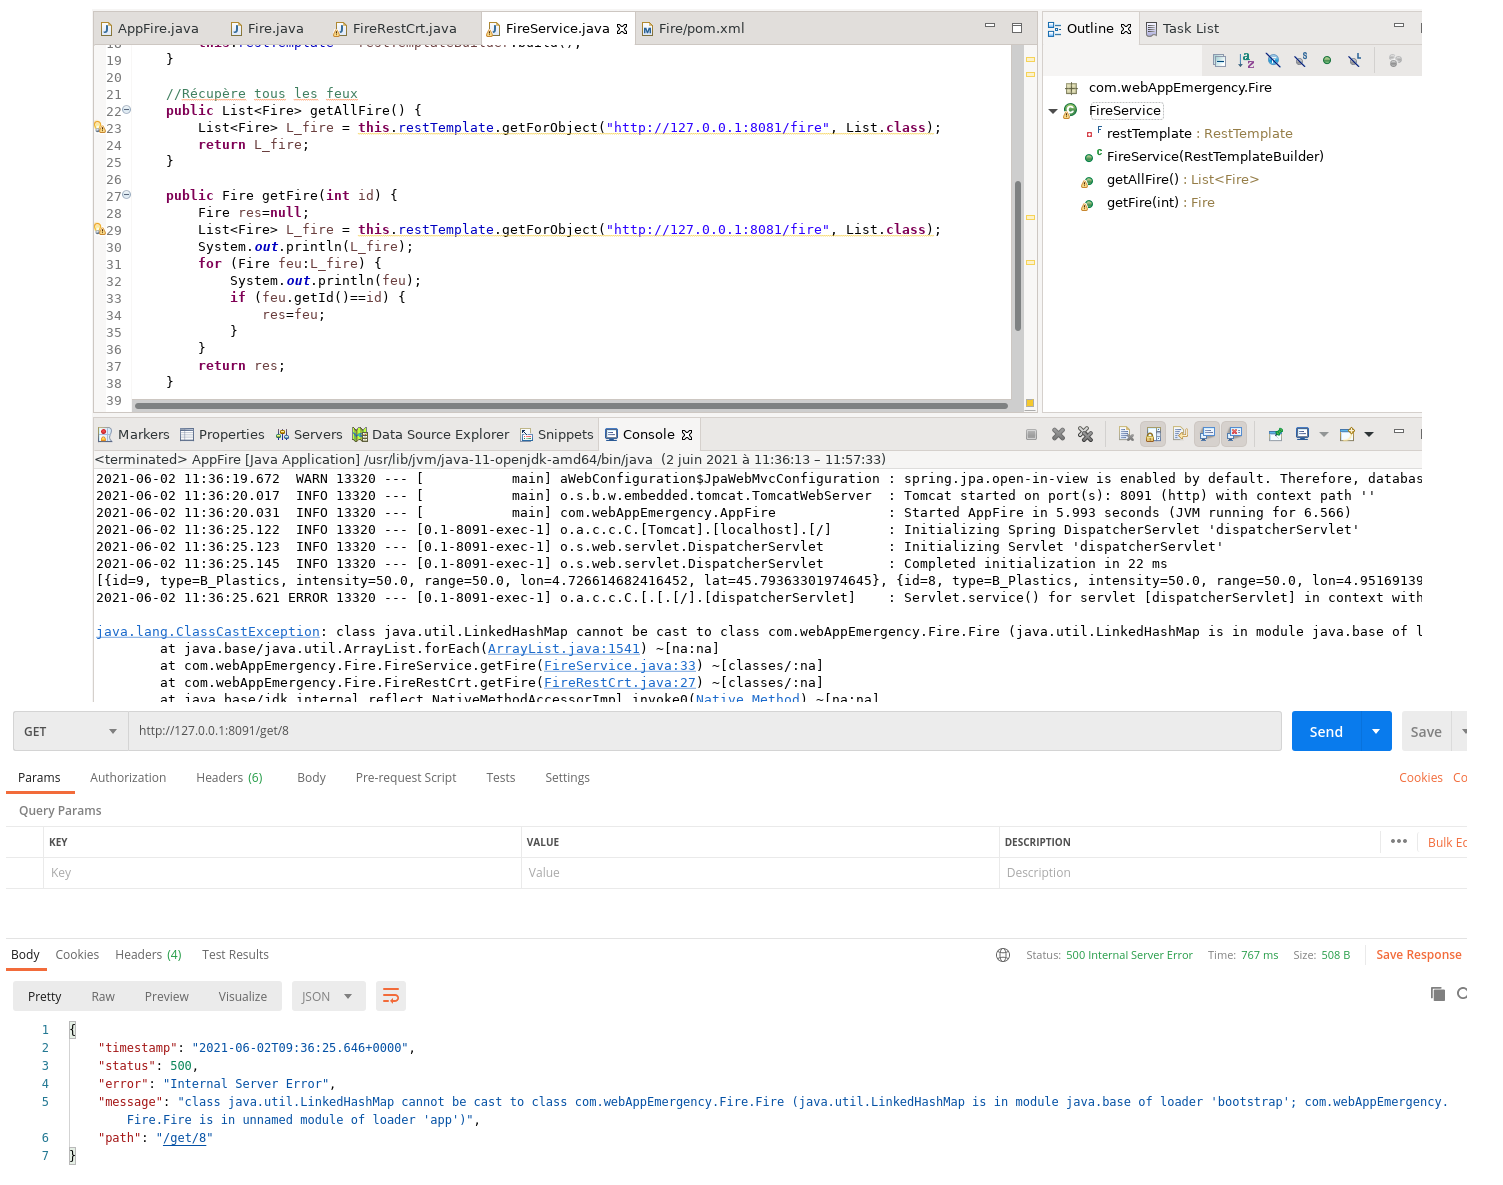 AppFire.java Fire.java FireRestCrt.java FireService.java Fire/pom.xml
18 this.restTemplate = restTemplateBuilder.build();
19 }
20
21 //Récupère tous les feux
22 public List<Fire> getAllFire() {
23 List<Fire> L_fire = this.restTemplate.getForObject("http://127.0.0.1:8081/fire", List.class);
24 return L_fire;
25 }
26
27 public Fire getFire(int id) {
28 Fire res=null;
29 List<Fire> L_fire = this.restTemplate.getForObject("http://127.0.0.1:8081/fire", List.class);
30 System.out.println(L_fire);
31 for (Fire feu:L_fire) {
32 System.out.println(feu);
33 if (feu.getId()==id) {
34 res=feu;
35 }
36 }
37 return res;
38 }
39
Outline Task List
com.webAppEmergency.Fire
FireService
restTemplate : RestTemplate
FireService(RestTemplateBuilder)
getAllFire() : List<Fire>
getFire(int) : Fire
Markers Properties Servers Data Source Explorer Snippets Console
<terminated> AppFire [Java Application] /usr/lib/jvm/java-11-openjdk-amd64/bin/java (2 juin 2021 à 11:36:13 – 11:57:33)
2021-06-02 11:36:19.672  WARN 13320 --- [           main] aWebConfiguration$JpaWebMvcConfiguration : spring.jpa.open-in-view is enabled by default. Therefore, databas
2021-06-02 11:36:20.017  INFO 13320 --- [           main] o.s.b.w.embedded.tomcat.TomcatWebServer  : Tomcat started on port(s): 8091 (http) with context path ''
2021-06-02 11:36:20.031  INFO 13320 --- [           main] com.webAppEmergency.AppFire              : Started AppFire in 5.993 seconds (JVM running for 6.566)
2021-06-02 11:36:25.122  INFO 13320 --- [0.1-8091-exec-1] o.a.c.c.C.[Tomcat].[localhost].[/]       : Initializing Spring DispatcherServlet 'dispatcherServlet'
2021-06-02 11:36:25.123  INFO 13320 --- [0.1-8091-exec-1] o.s.web.servlet.DispatcherServlet        : Initializing Servlet 'dispatcherServlet'
2021-06-02 11:36:25.145  INFO 13320 --- [0.1-8091-exec-1] o.s.web.servlet.DispatcherServlet        : Completed initialization in 22 ms
[{id=9, type=B_Plastics, intensity=50.0, range=50.0, lon=4.726614682416452, lat=45.79363301974645}, {id=8, type=B_Plastics, intensity=50.0, range=50.0, lon=4.95169139
2021-06-02 11:36:25.621 ERROR 13320 --- [0.1-8091-exec-1] o.a.c.c.C.[.[.[/].[dispatcherServlet]    : Servlet.service() for servlet [dispatcherServlet] in context with
java.lang.ClassCastException: class java.util.LinkedHashMap cannot be cast to class com.webAppEmergency.Fire.Fire (java.util.LinkedHashMap is in module java.base of l
at java.base/java.util.ArrayList.forEach(ArrayList.java:1541) ~[na:na]
at com.webAppEmergency.Fire.FireService.getFire(FireService.java:33) ~[classes/:na]
at com.webAppEmergency.Fire.FireRestCrt.getFire(FireRestCrt.java:27) ~[classes/:na]
at java.base/jdk.internal.reflect.NativeMethodAccessorImpl.invoke0(Native Method) ~[na:na]
GET http://127.0.0.1:8091/get/8 Send Save
Params Authorization Headers (6) Body Pre-request Script Tests Settings Cookies Co
Query Params
KEY VALUE DESCRIPTION ••• Bulk Ed
Key Value Description
Body Cookies Headers (4) Test Results Status: 500 Internal Server Error Time: 767 ms Size: 508 B Save Response
Pretty Raw Preview Visualize JSON
1 {
2 "timestamp": "2021-06-02T09:36:25.646+0000",
3 "status": 500,
4 "error": "Internal Server Error",
5 "message": "class java.util.LinkedHashMap cannot be cast to class com.webAppEmergency.Fire.Fire (java.util.LinkedHashMap is in module java.base of loader 'bootstrap'; com.webAppEmergency.
Fire.Fire is in unnamed module of loader 'app')",
6 "path": "/get/8"
7 }